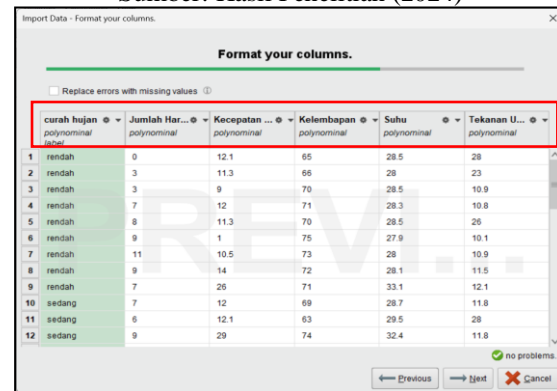 Sumber: Hasil Penelitian (2024)
Import Data - Format your columns.
Format your columns.
Replace errors with missing values
curah hujan Jumlah Har... Kecepatan ... Kelembapan Suhu Tekanan U...
polynominal polynominal polynominal polynominal polynominal polynominal
label
1 rendah 0 12.1 65 28.5 28
2 rendah 3 11.3 66 28 23
3 rendah 3 9 70 28.5 10.9
4 rendah 7 12 71 28.3 10.8
5 rendah 8 11.3 70 28.5 26
6 rendah 9 1 75 27.9 10.1
7 rendah 11 10.5 73 28 10.9
8 rendah 9 14 72 28.1 11.5
9 rendah 7 26 71 33.1 12.1
10 sedang 7 12 69 28.7 11.8
11 sedang 6 12.1 63 29.5 28
12 sedang 9 29 74 32.4 11.8
PREVI...
no problems.
Previous Next Cancel